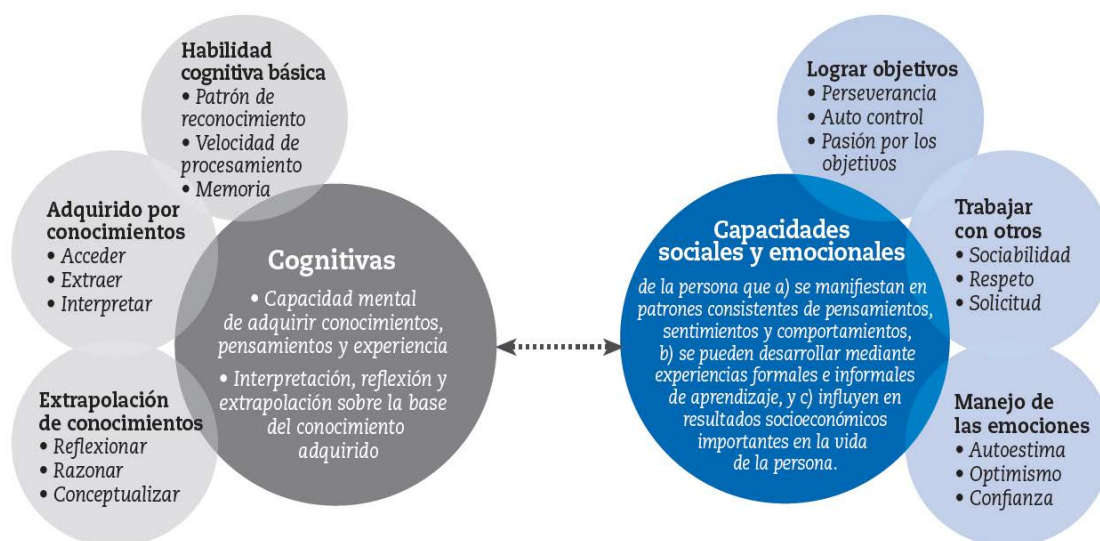 Habilidad
cognitiva básica
• Patrón de
reconocimiento
• Velocidad de
procesamiento
• Memoria
Adquirido por
conocimientos
• Acceder
• Extraer
• Interpretar
Extrapolación
de conocimientos
• Reflexionar
• Razonar
• Conceptualizar
Cognitivas
• Capacidad mental
de adquirir conocimientos,
pensamientos y experiencia
• Interpretación, reflexión y
extrapolación sobre la base
del conocimiento
adquirido
Capacidades
sociales y emocionales
de la persona que a) se manifiestan en
patrones consistentes de pensamientos,
sentimientos y comportamientos,
b) se pueden desarrollar mediante
experiencias formales e informales
de aprendizaje, y c) influyen en
resultados socioeconómicos
importantes en la vida
de la persona.
Lograr objetivos
• Perseverancia
• Auto control
• Pasión por los
objetivos
Trabajar
con otros
• Sociabilidad
• Respeto
• Solicitud
Manejo de
las emociones
• Autoestima
• Optimismo
• Confianza